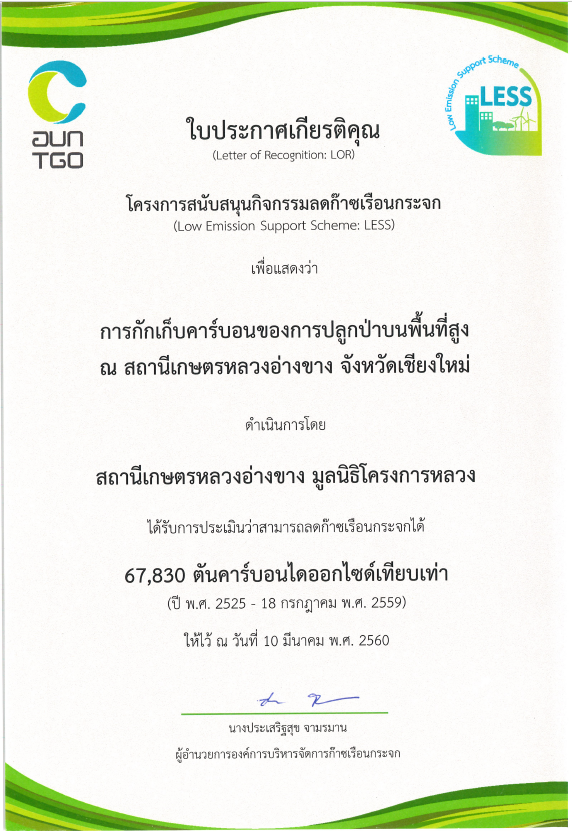 Low Emission Support Scheme
LESS
อบก
TGO
ใบประกาศเกียรติคุณ
(Letter of Recognition: LOR)
โครงการสนับสนุนกิจกรรมลดก๊าซเรือนกระจก
(Low Emission Support Scheme: LESS)
เพื่อแสดงว่า
การกักเก็บคาร์บอนของการปลูกป่าบนพื้นที่สูง
ณ สถานีเกษตรหลวงอ่างขาง จังหวัดเชียงใหม่
ดำเนินการโดย
สถานีเกษตรหลวงอ่างขาง มูลนิธิโครงการหลวง
ได้รับการประเมินว่าสามารถลดก๊าซเรือนกระจกได้
67,830 ตันคาร์บอนไดออกไซด์เทียบเท่า
(ปี พ.ศ. 2525 - 18 กรกฎาคม พ.ศ. 2559)
ให้ไว้ ณ วันที่ 10 มีนาคม พ.ศ. 2560
นางประเสริฐสุข จามรมาน
ผู้อำนวยการองค์การบริหารจัดการก๊าซเรือนกระจก